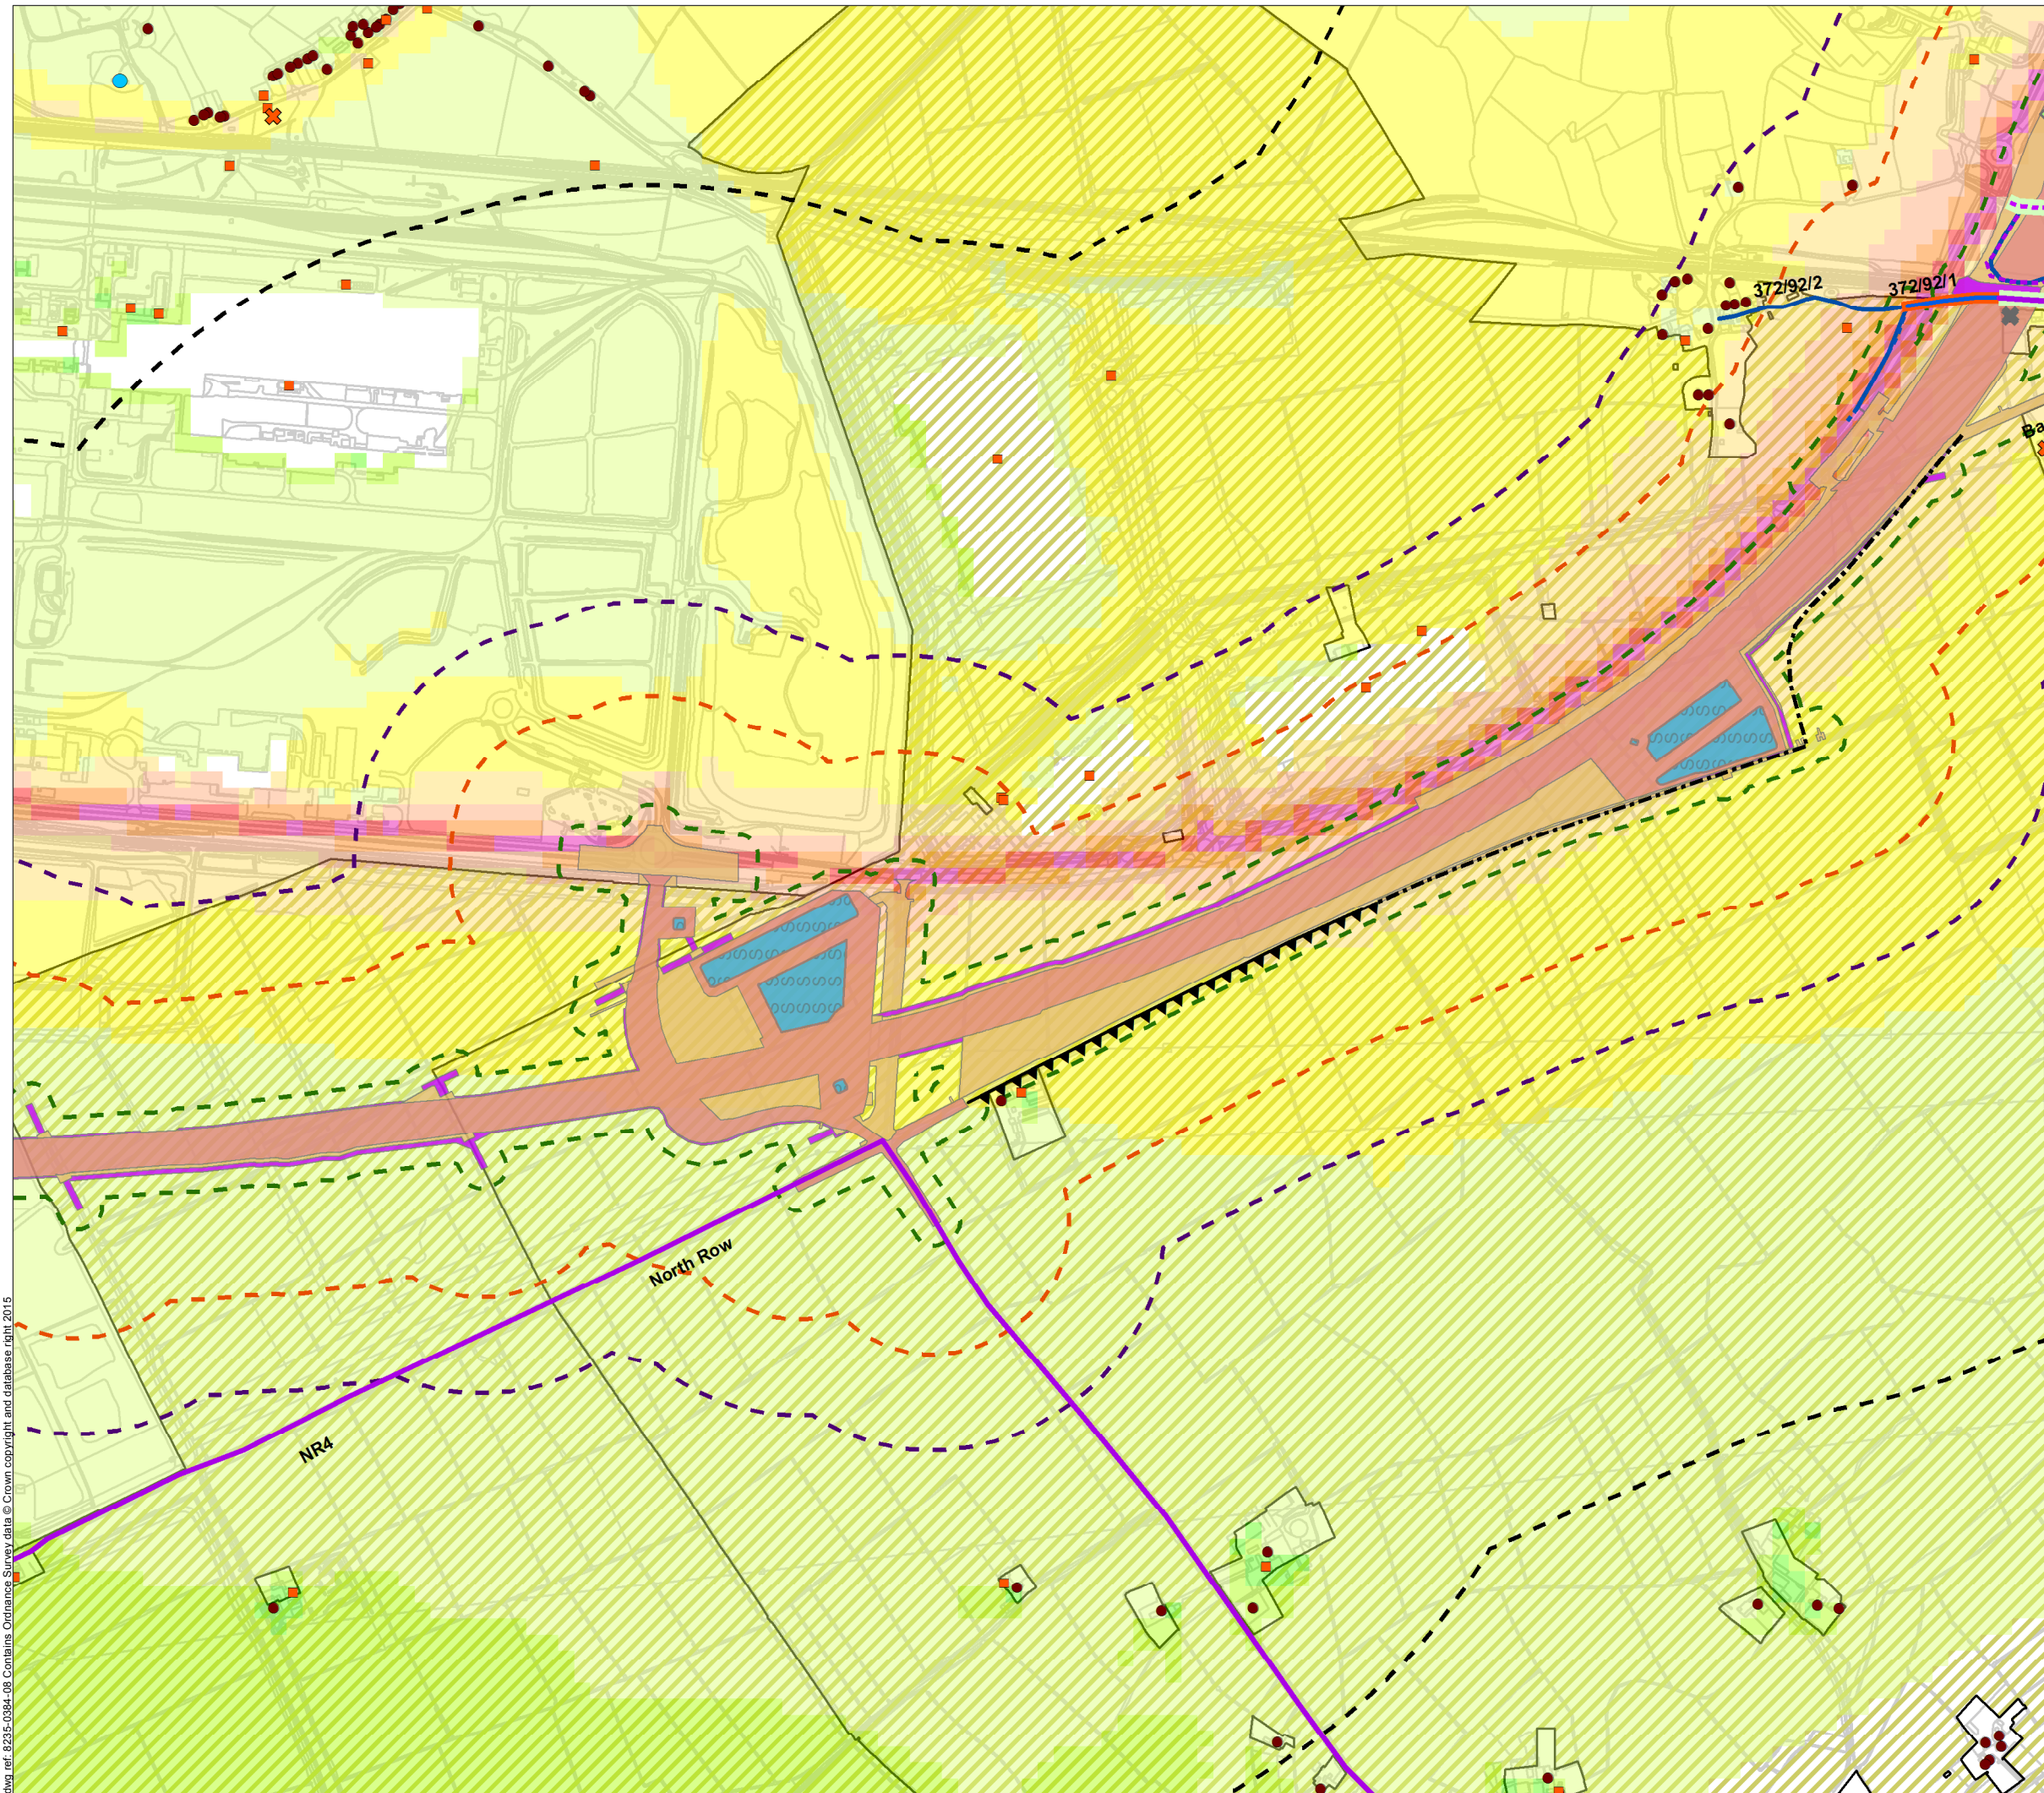 372/92/2
372/92/1
Ba
North Row
NR4
dwg ref: 8235-0384-08 Contains Ordnance Survey data © Crown copyright and database right 2015